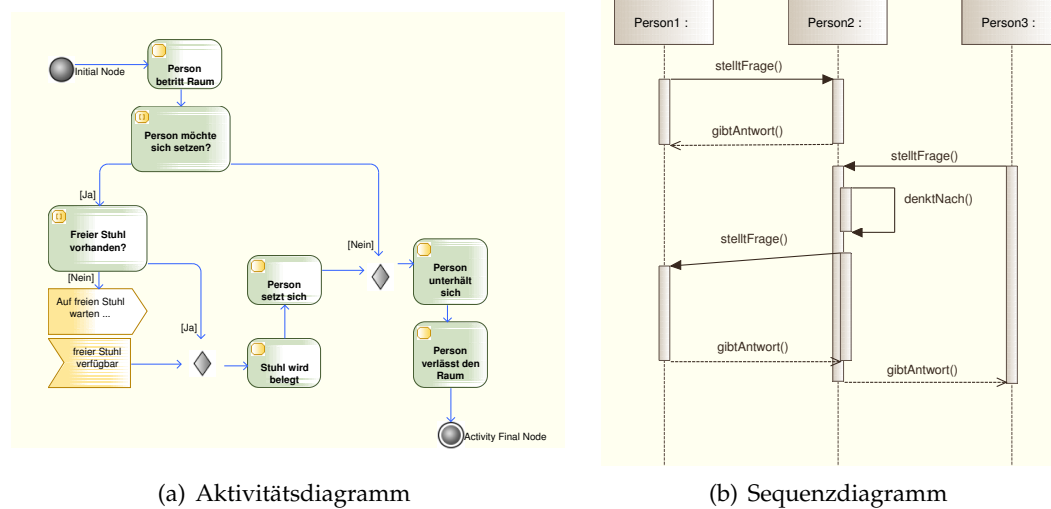 Initial Node
Person
betritt Raum
Person möchte
sich setzen?
[Ja]
Freier Stuhl
vorhanden?
[Nein]
Auf freien Stuhl
warten ...
freier Stuhl
verfügbar
[Ja]
Stuhl wird
belegt
Person
setzt sich
[Nein]
Person
unterhält
sich
Person
verlässt den
Raum
Activity Final Node
(a) Aktivitätsdiagramm
Person1 :
Person2 :
Person3 :
stelltFrage()
gibtAntwort()
stelltFrage()
denktNach()
stelltFrage()
gibtAntwort()
gibtAntwort()
(b) Sequenzdiagramm